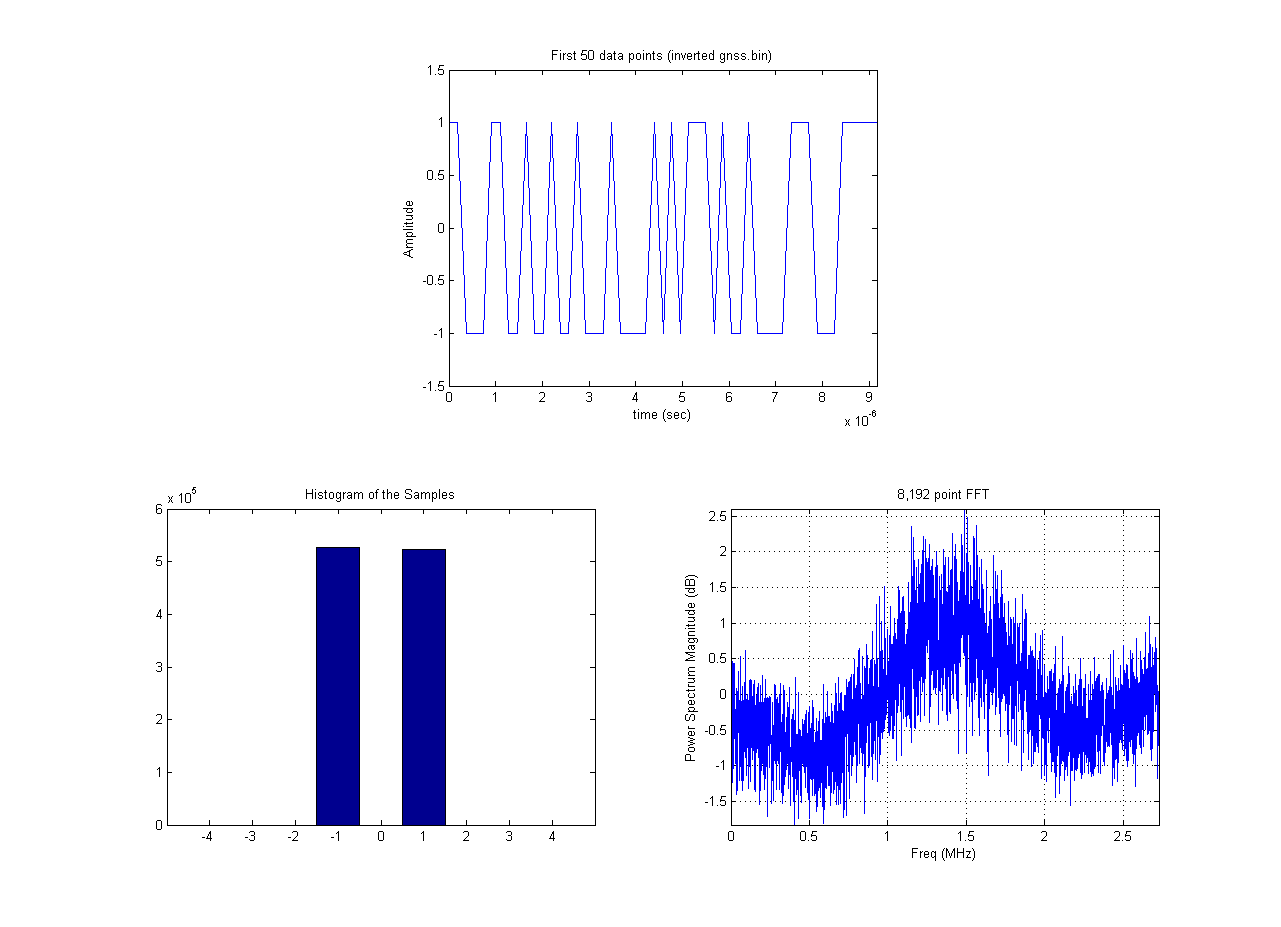 First 50 data points (inverted gnss.bin)
1.5
1
0.5
0
-0.5
-1
-1.5
Amplitude
0 1 2 3 4 5 6 7 8 9
time (sec)
x 10^-6
Histogram of the Samples
x 10^5
6
5
4
3
2
1
0
-4 -3 -2 -1 0 1 2 3 4
8,192 point FFT
2.5
2
1.5
1
0.5
0
-0.5
-1
-1.5
Power Spectrum Magnitude (dB)
0 0.5 1 1.5 2 2.5
Freq (MHz)